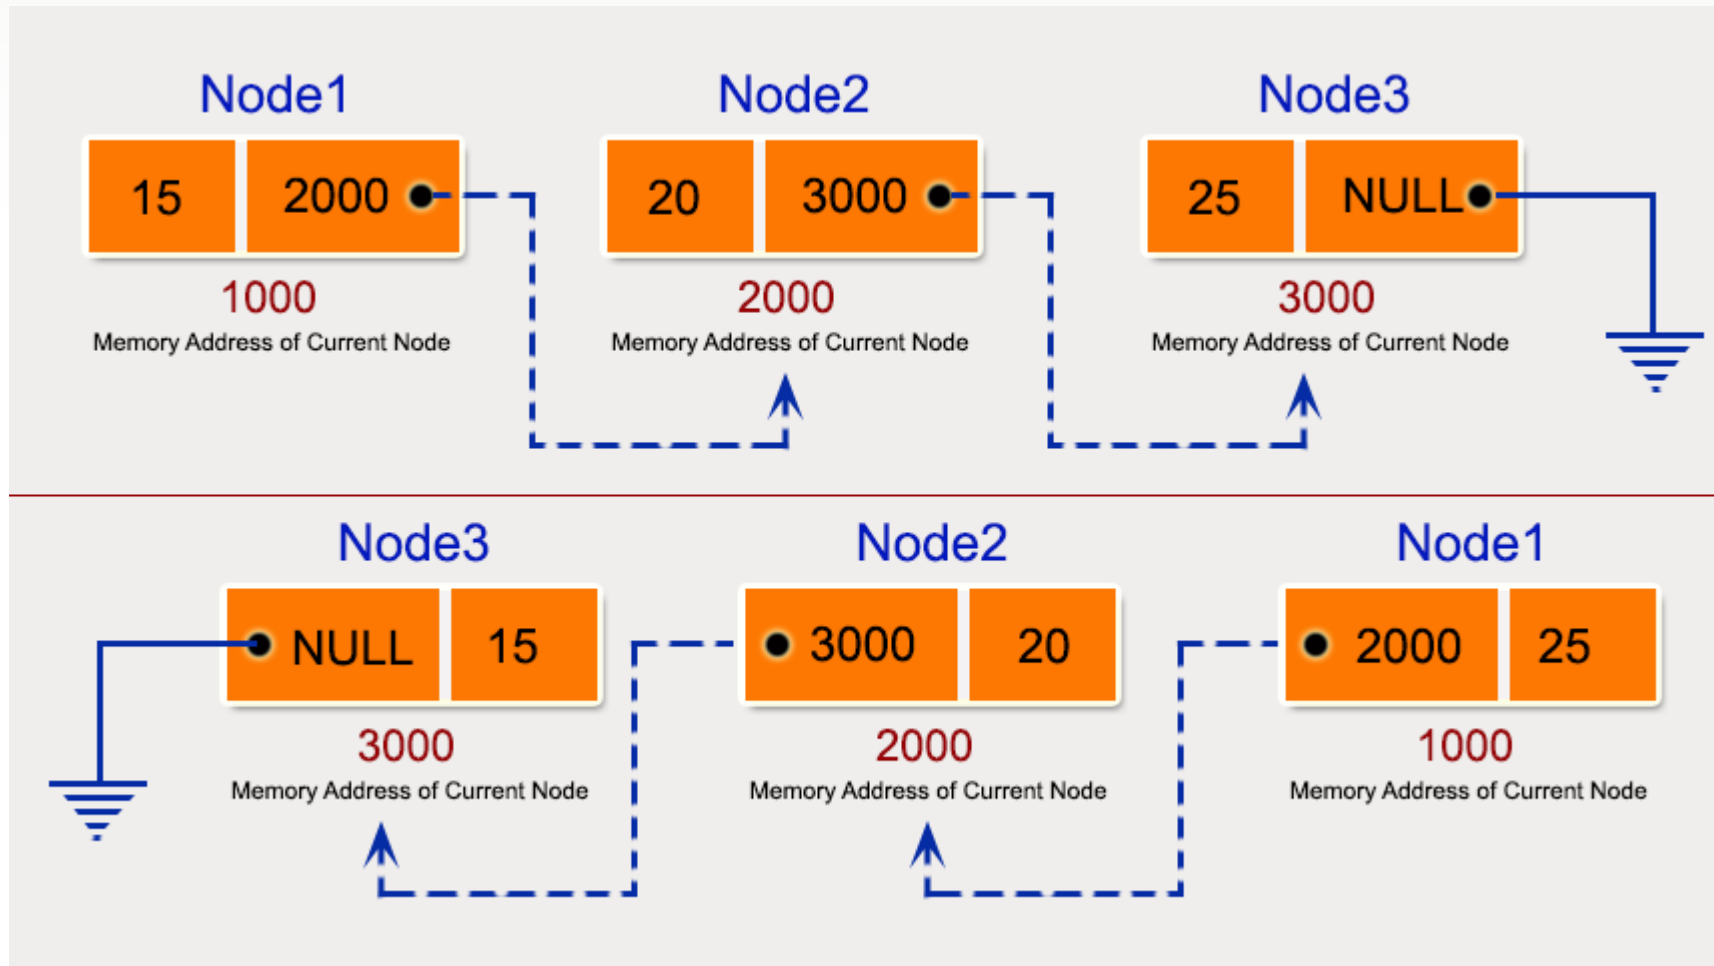 Node1 Node2 Node3
15 2000 20 3000 25 NULL
1000 2000 3000
Memory Address of Current Node Memory Address of Current Node Memory Address of Current Node
Node3 Node2 Node1
NULL 15 3000 20 2000 25
3000 2000 1000
Memory Address of Current Node Memory Address of Current Node Memory Address of Current Node